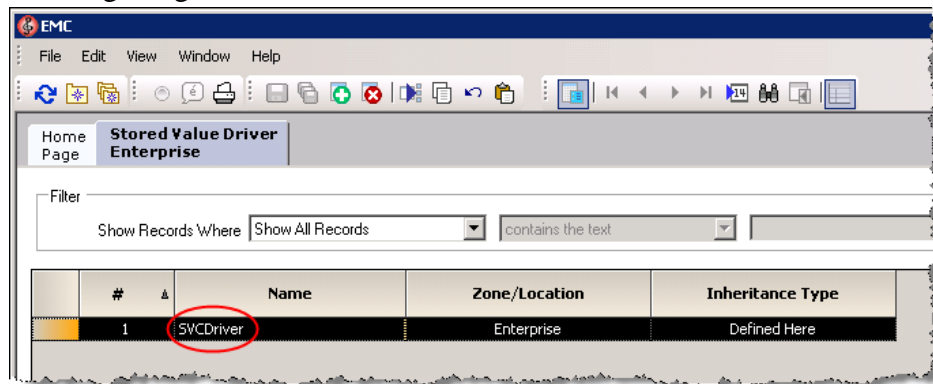 EMC
File Edit View Window Help
é 14
Home Page Stored Value Driver Enterprise
Filter
Show Records Where Show All Records contains the text
# Name Zone/Location Inheritance Type
1 SVCDriver Enterprise Defined Here